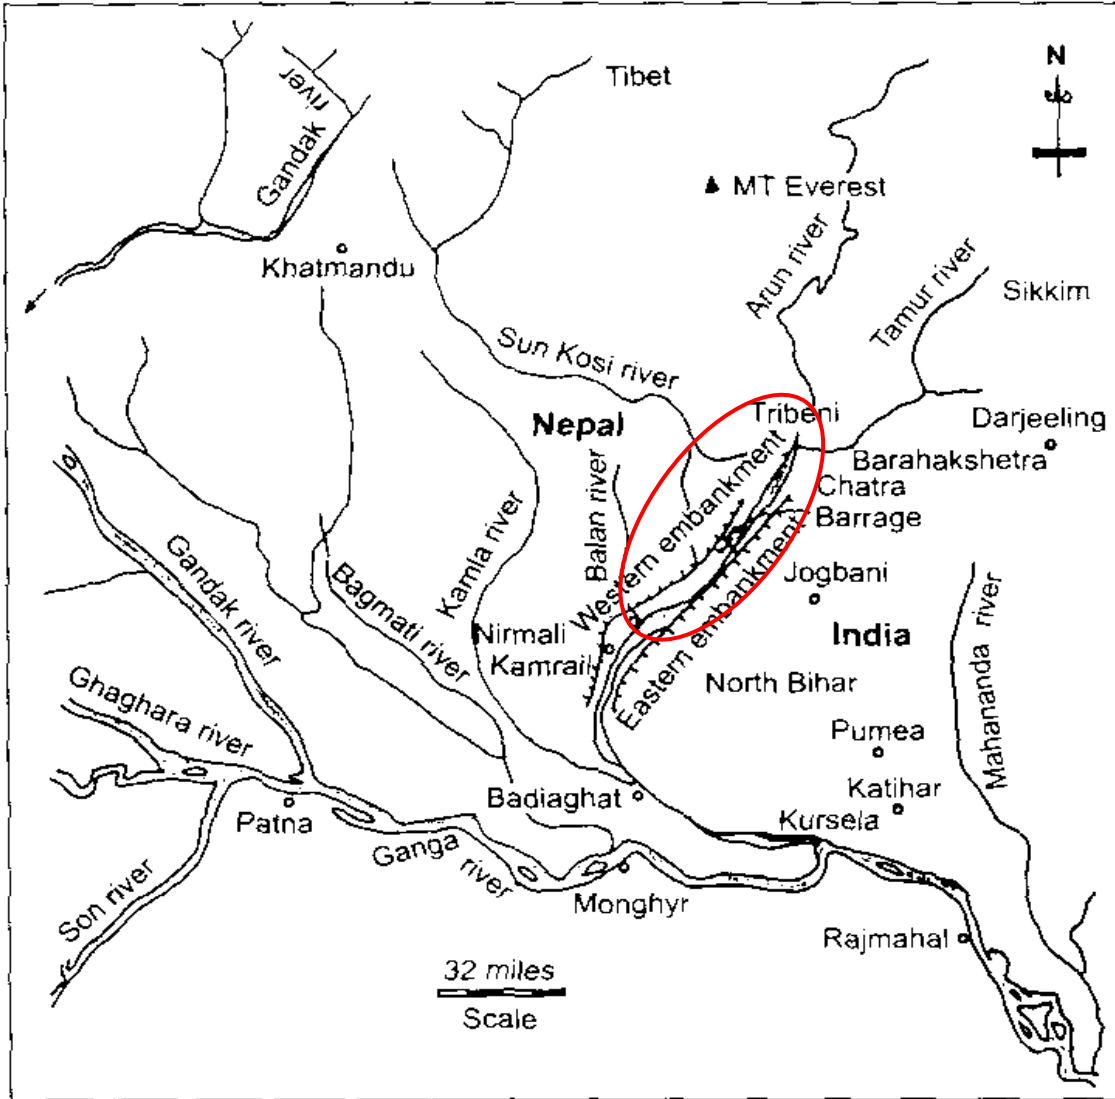 Tibet
N
Gandak
river
MT Everest
Khatmandu
Arun river
Tamur river
Sikkim
Sun Kosi river
Nepal
Tribeni
Darjeeling
Barahakshetra
Chatra
Barrage
Western embankment
Eastern embankment
Balan river
Kamla river
Bagmati river
Gandak river
Jogbani
Nirmali
Kamrail
India
North Bihar
Mahananda river
Ghaghara river
Purnea
Katihar
Badiaghat
Kursela
Patna
Ganga
river
Son river
Monghyr
Rajmahal
32 miles
Scale